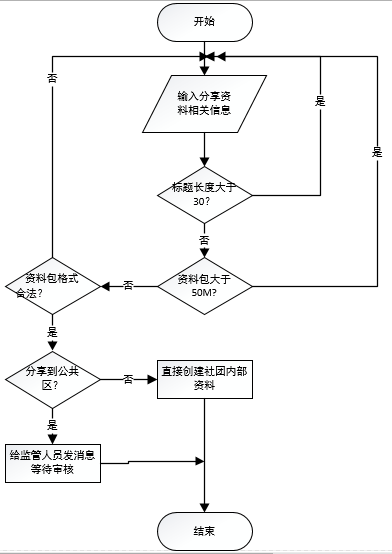 开始
否
输入分享资
料相关信息
是
是
标题长度大于
30?
否
资料包格式
合法?
否
资料包大于
50M?
是
分享到公共
区?
否
直接创建社团内部
资料
是
给监管人员发消息
等待审核
结束